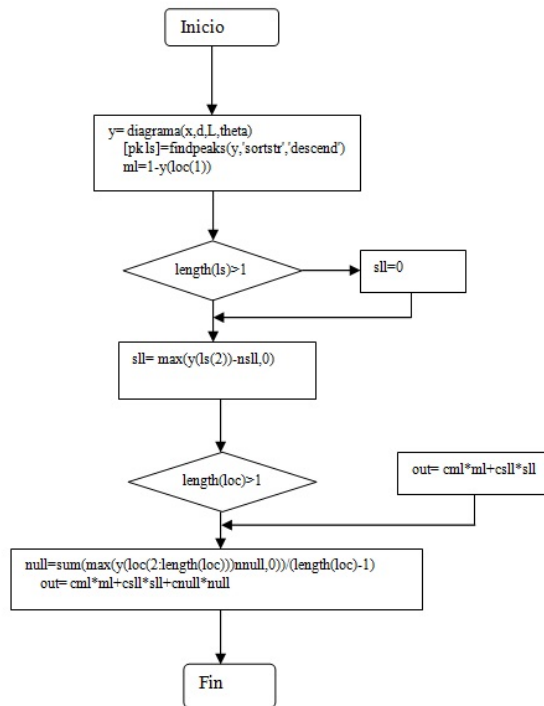 Inicio
y= diagrama(x,d,L,theta)
[pk ls]=findpeaks(y,'sortstr','descend')
ml=1-y(loc(1))
length(ls)>1
sll=0
sll= max(y(ls(2))-nsll,0)
length(loc)>1
out= cml*ml+csll*sll
null=sum(max(y(loc(2:length(loc)))nnull,0))/(length(loc)-1)
out= cml*ml+csll*sll+cnull*null
Fin